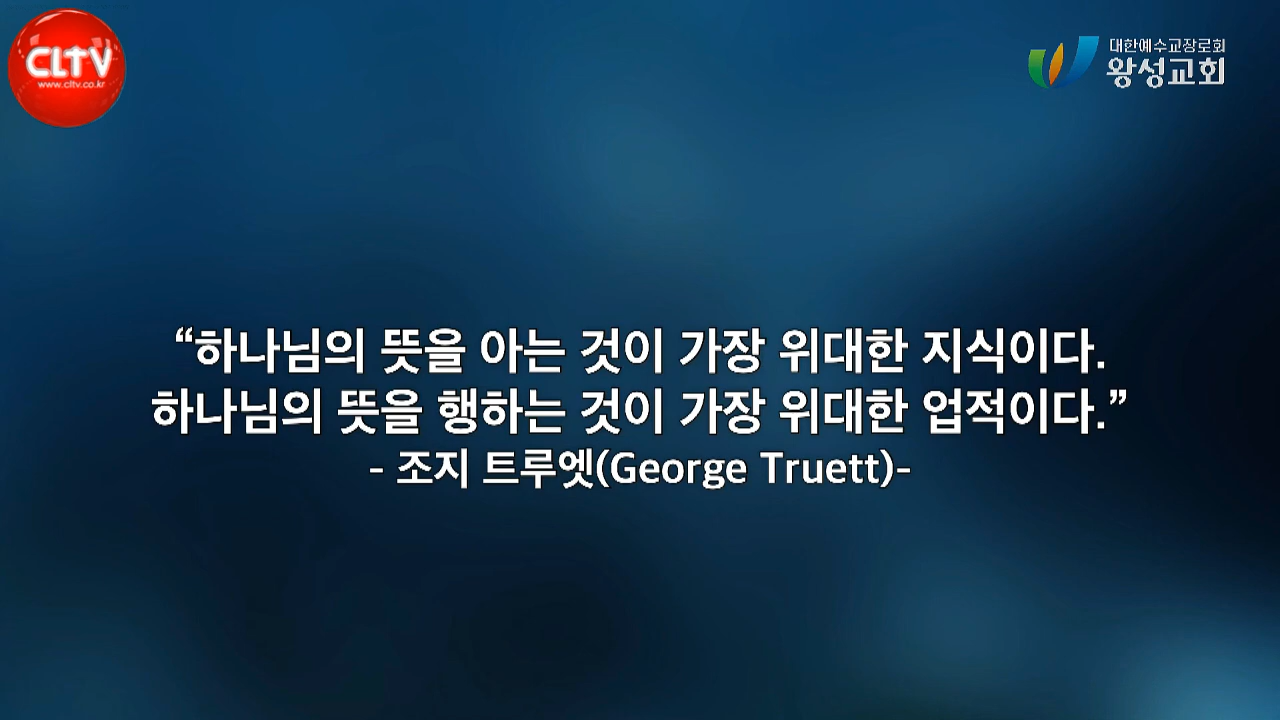 CLTV
www.cltv.co.kr
대한예수교장로회
왕성교회
“하나님의 뜻을 아는 것이 가장 위대한 지식이다.
하나님의 뜻을 행하는 것이 가장 위대한 업적이다.”
- 조지 트루엣(George Truett)-